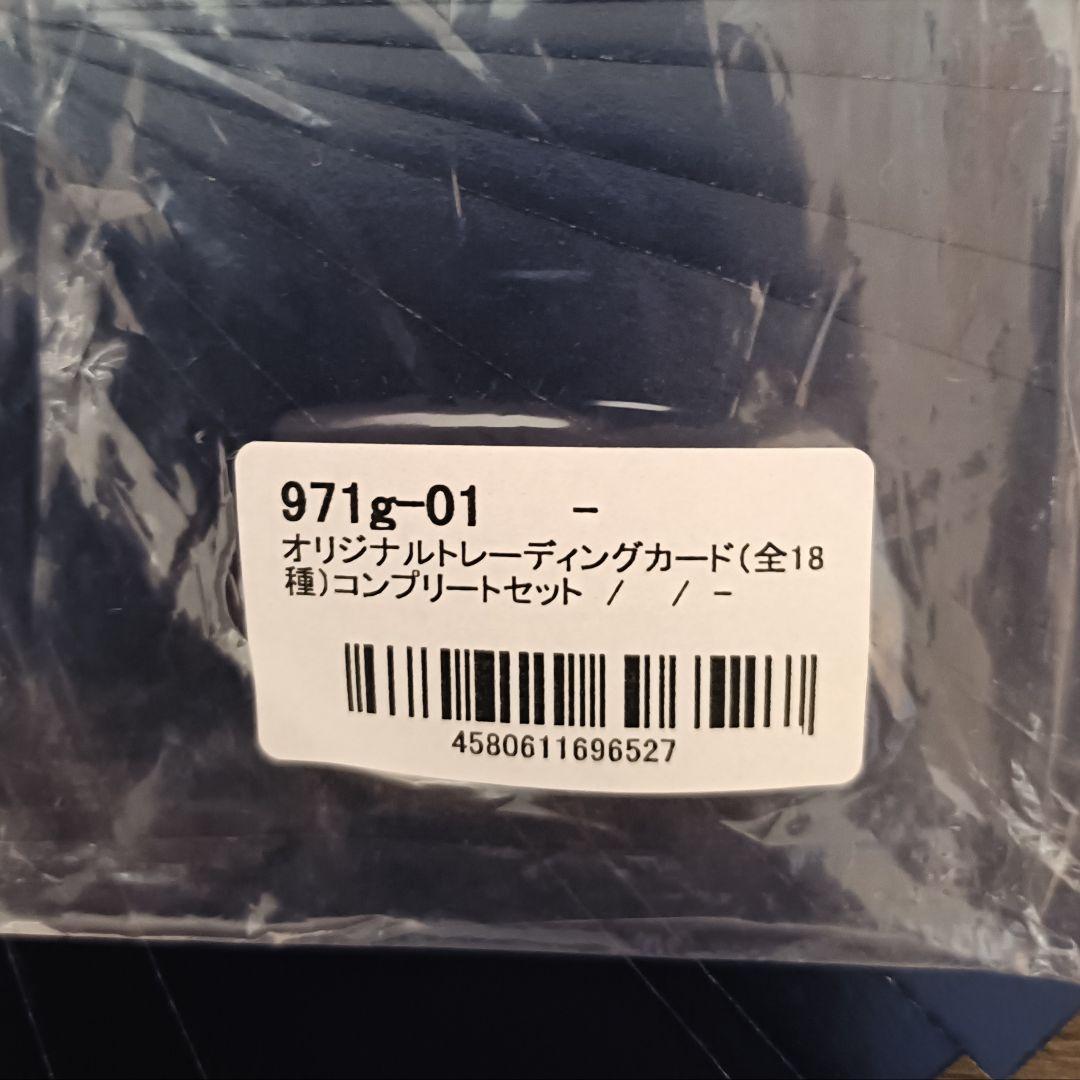 971g-01 -
オリジナルトレーディングカード(全18
種)コンプリートセット / / -
4580611696527